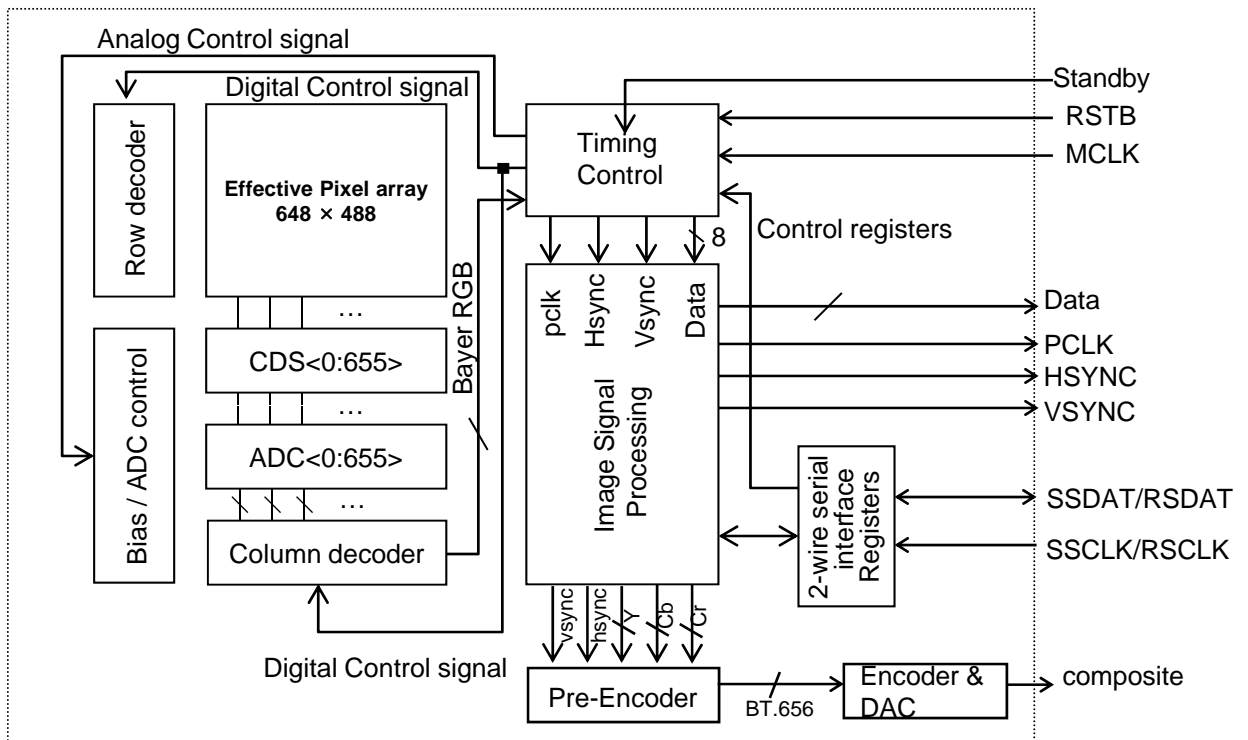 Analog Control signal
Digital Control signal
Standby
RSTB
MCLK
Row decoder
Effective Pixel array
648 × 488
Timing
Control
8
Control registers
Bayer RGB
pclk
Hsync
Vsync
Data
Data
PCLK
HSYNC
VSYNC
...
CDS<0:655>
...
Bias / ADC control
ADC<0:655>
...
Image Signal
Processing
Column decoder
2-wire serial
interface
Registers
SSDAT/RSDAT
SSCLK/RSCLK
vsync
hsync
Y
Cb
Cr
Digital Control signal
Pre-Encoder
BT.656
Encoder &
DAC
composite